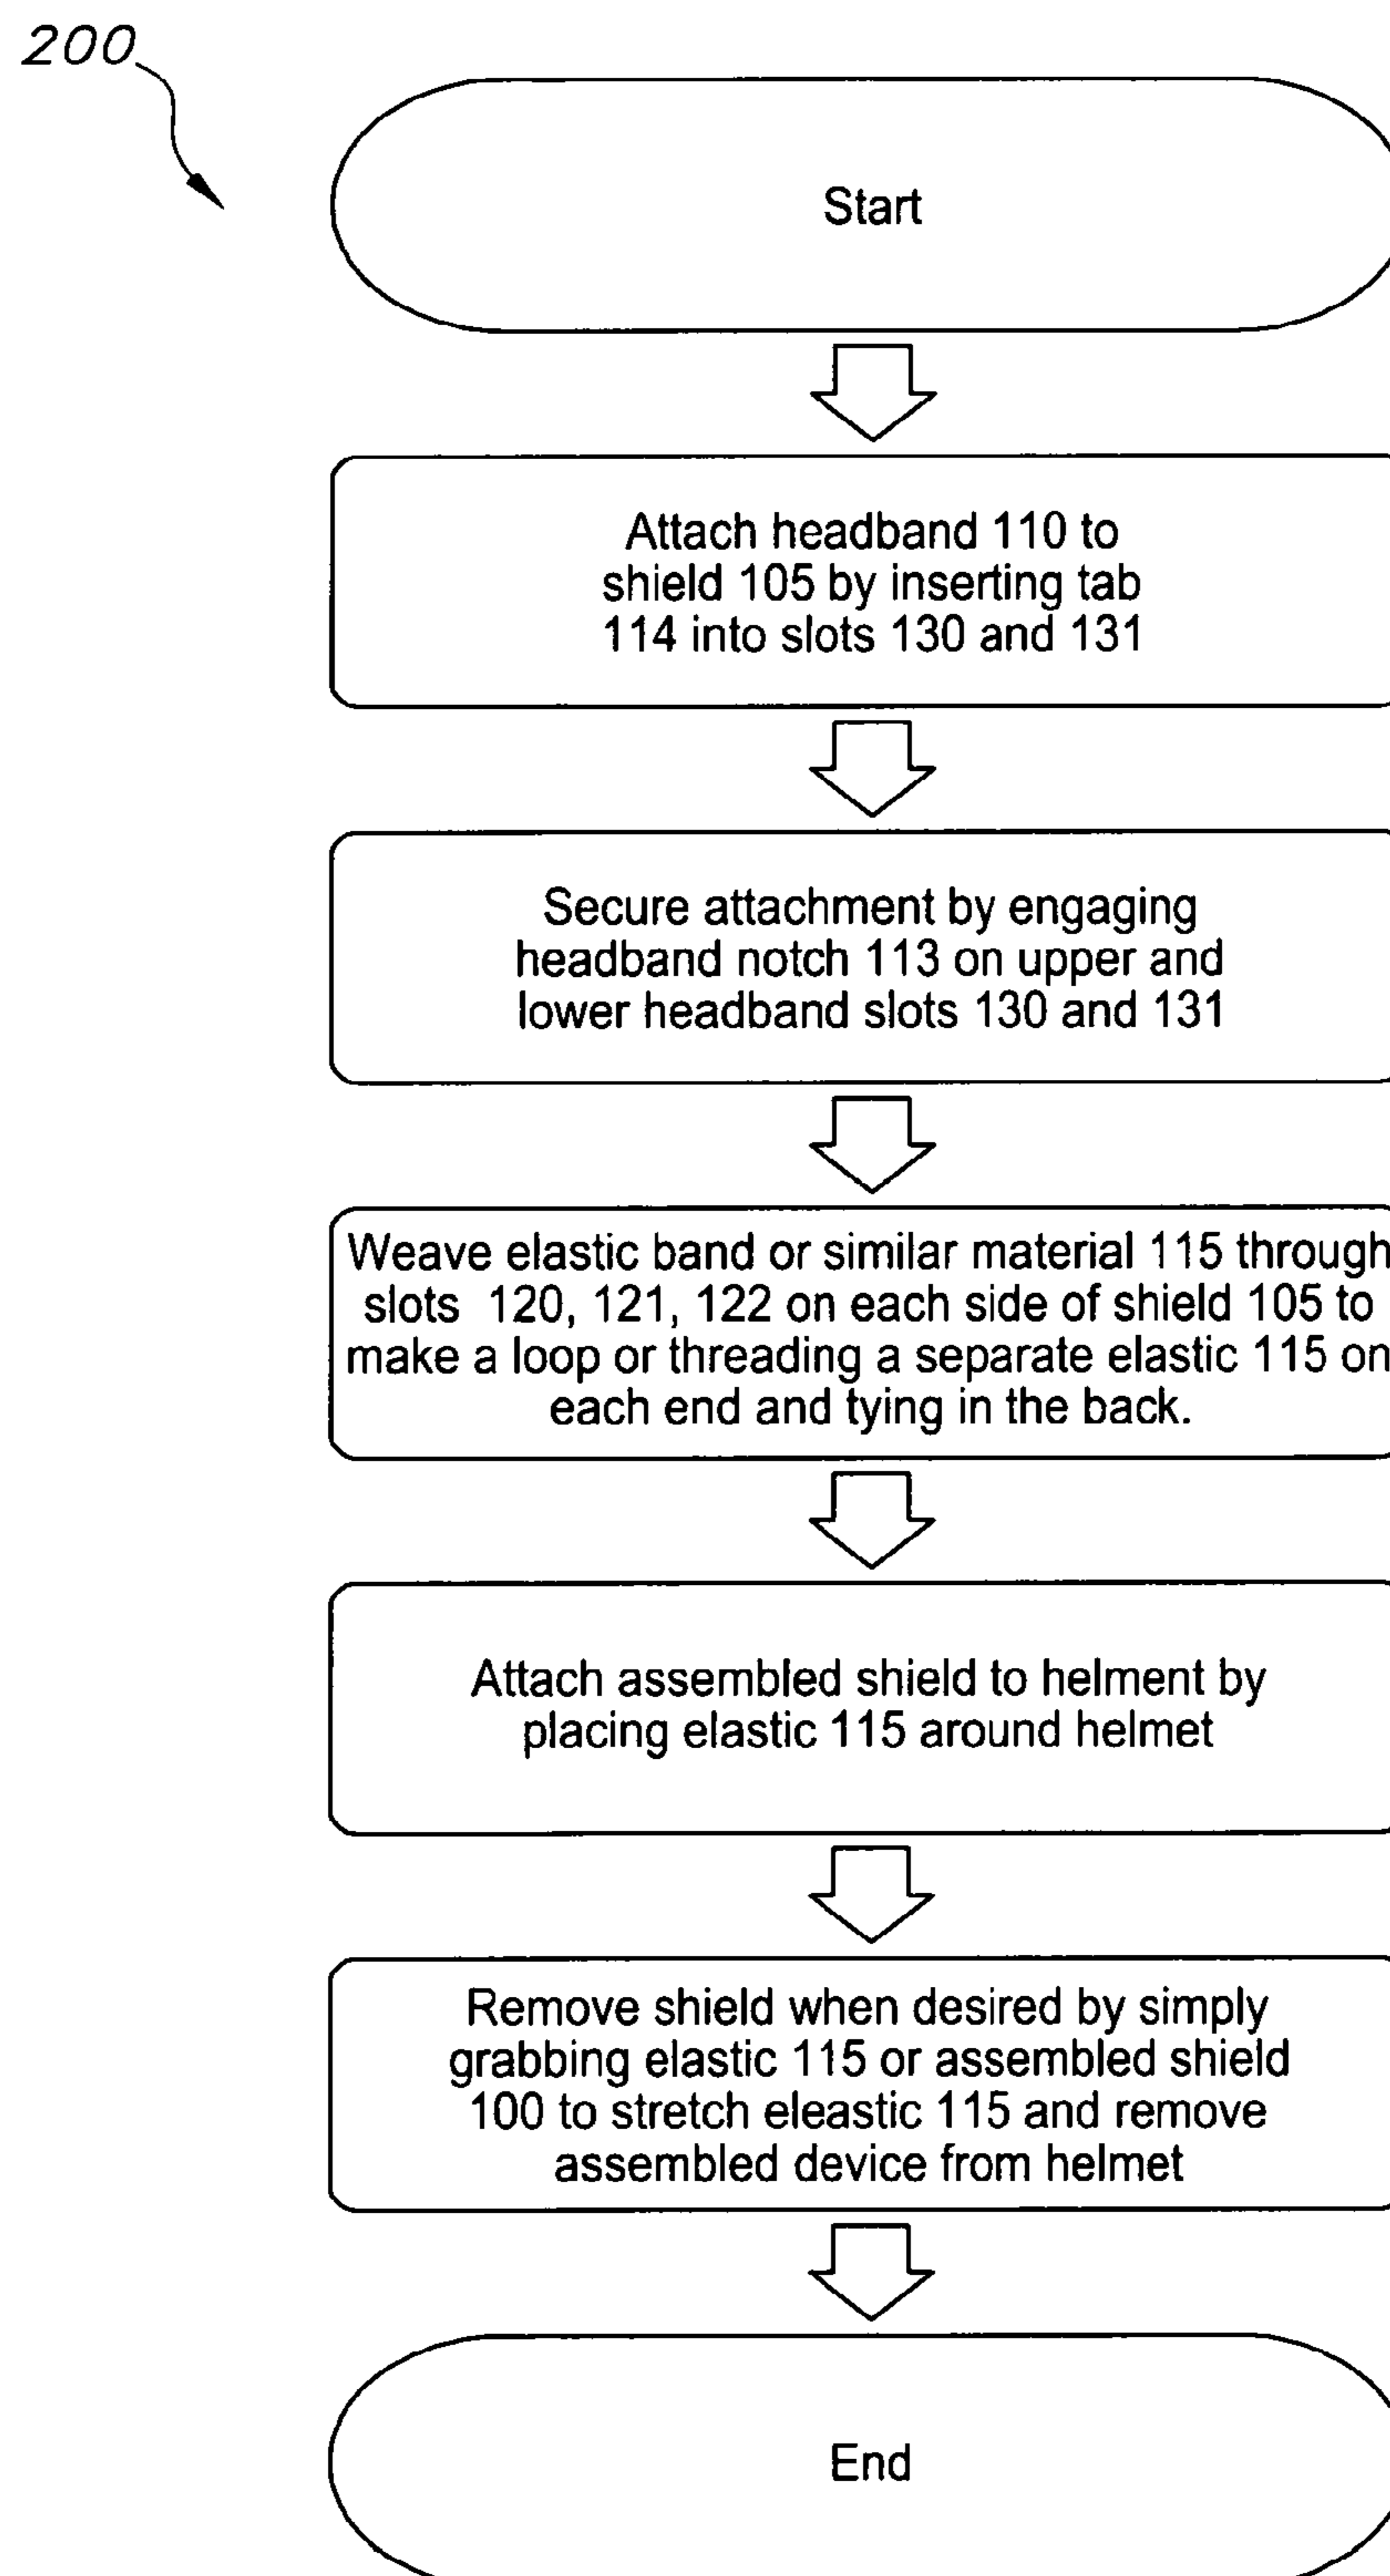 200
Start
Attach headband 110 to
shield 105 by inserting tab
114 into slots 130 and 131
Secure attachment by engaging
headband notch 113 on upper and
lower headband slots 130 and 131
Weave elastic band or similar material 115 through
slots 120, 121, 122 on each side of shield 105 to
make a loop or threading a separate elastic 115 on
each end and tying in the back.
Attach assembled shield to helment by
placing elastic 115 around helmet
Remove shield when desired by simply
grabbing elastic 115 or assembled shield
100 to stretch eleastic 115 and remove
assembled device from helmet
End